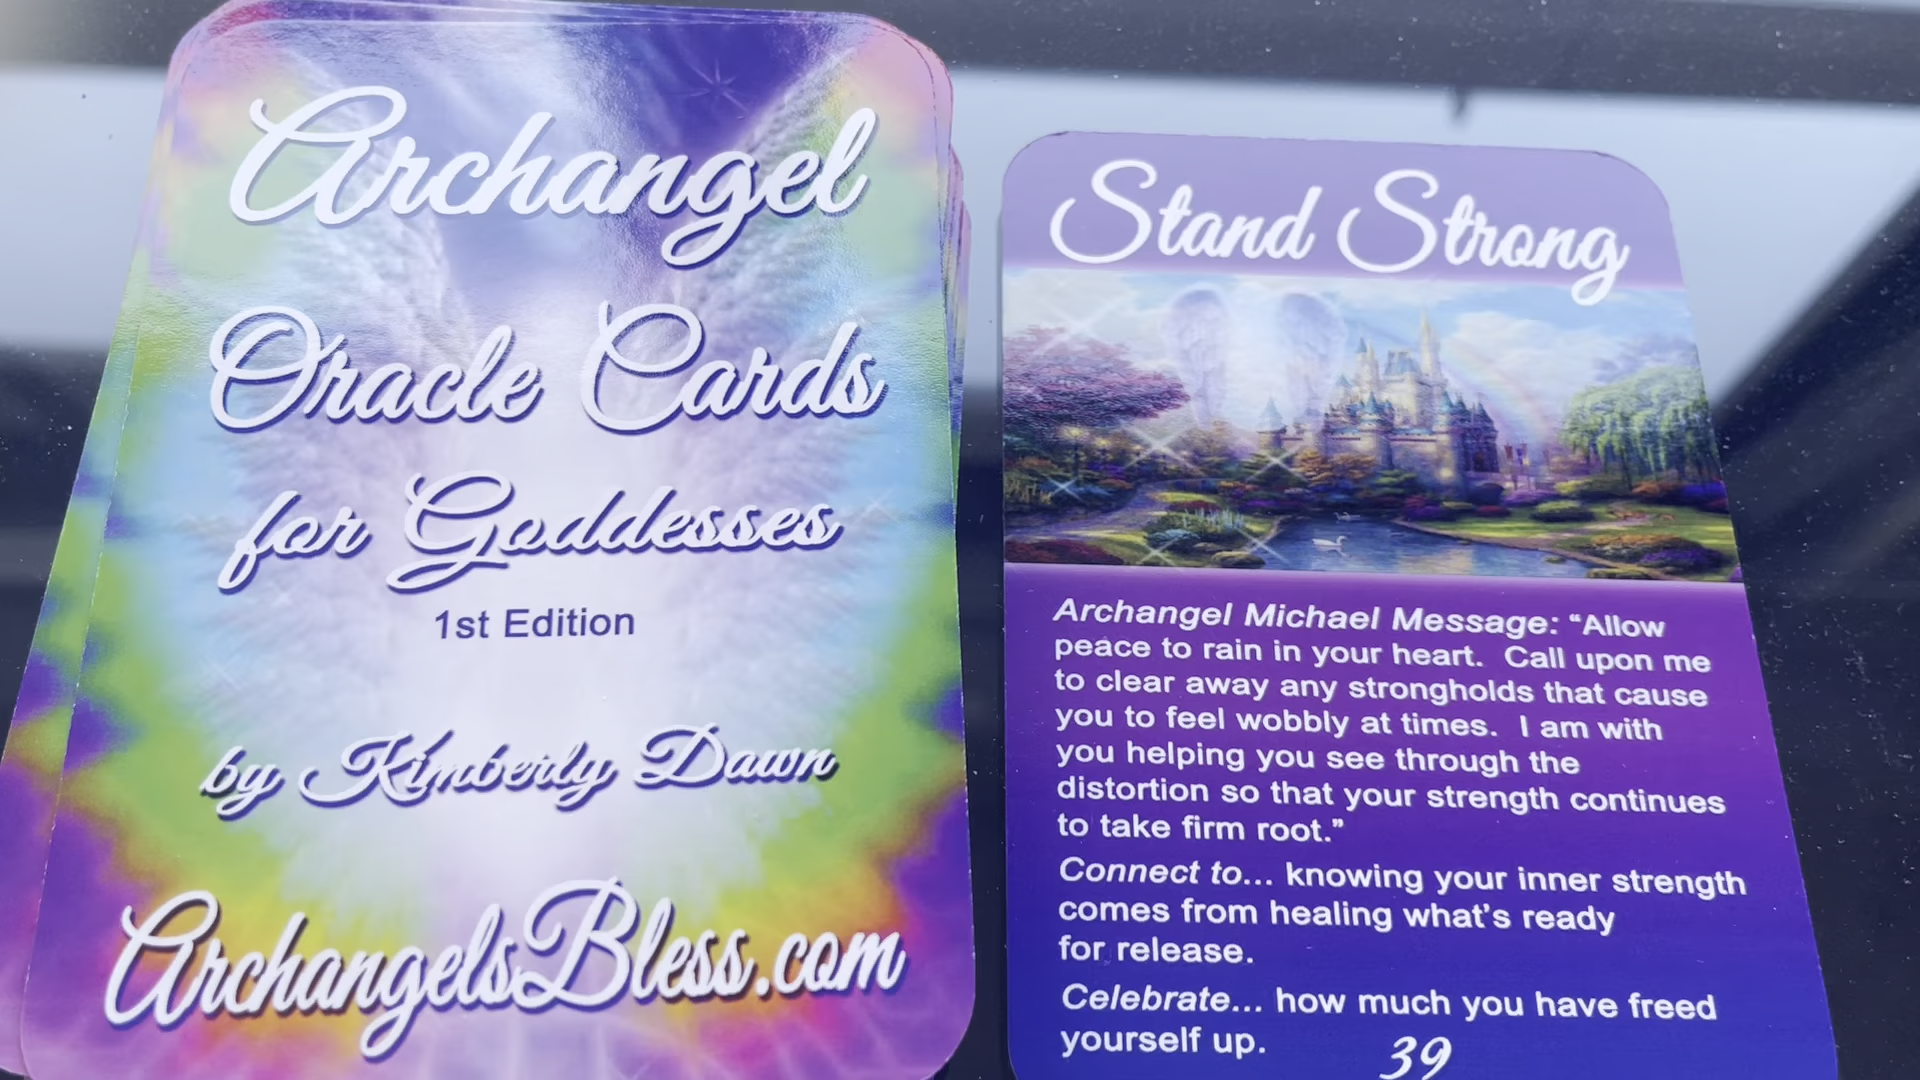 Archangel
Oracle Cards
for Goddesses
1st Edition
by Kimberly Dawn
ArchangelsBless.com
Stand Strong
Archangel Michael Message: “Allow
peace to rain in your heart.  Call upon me
to clear away any strongholds that cause
you to feel wobbly at times.  I am with
you helping you see through the
distortion so that your strength continues
to take firm root.”
Connect to... knowing your inner strength
comes from healing what’s ready
for release.
Celebrate... how much you have freed
yourself up.
39